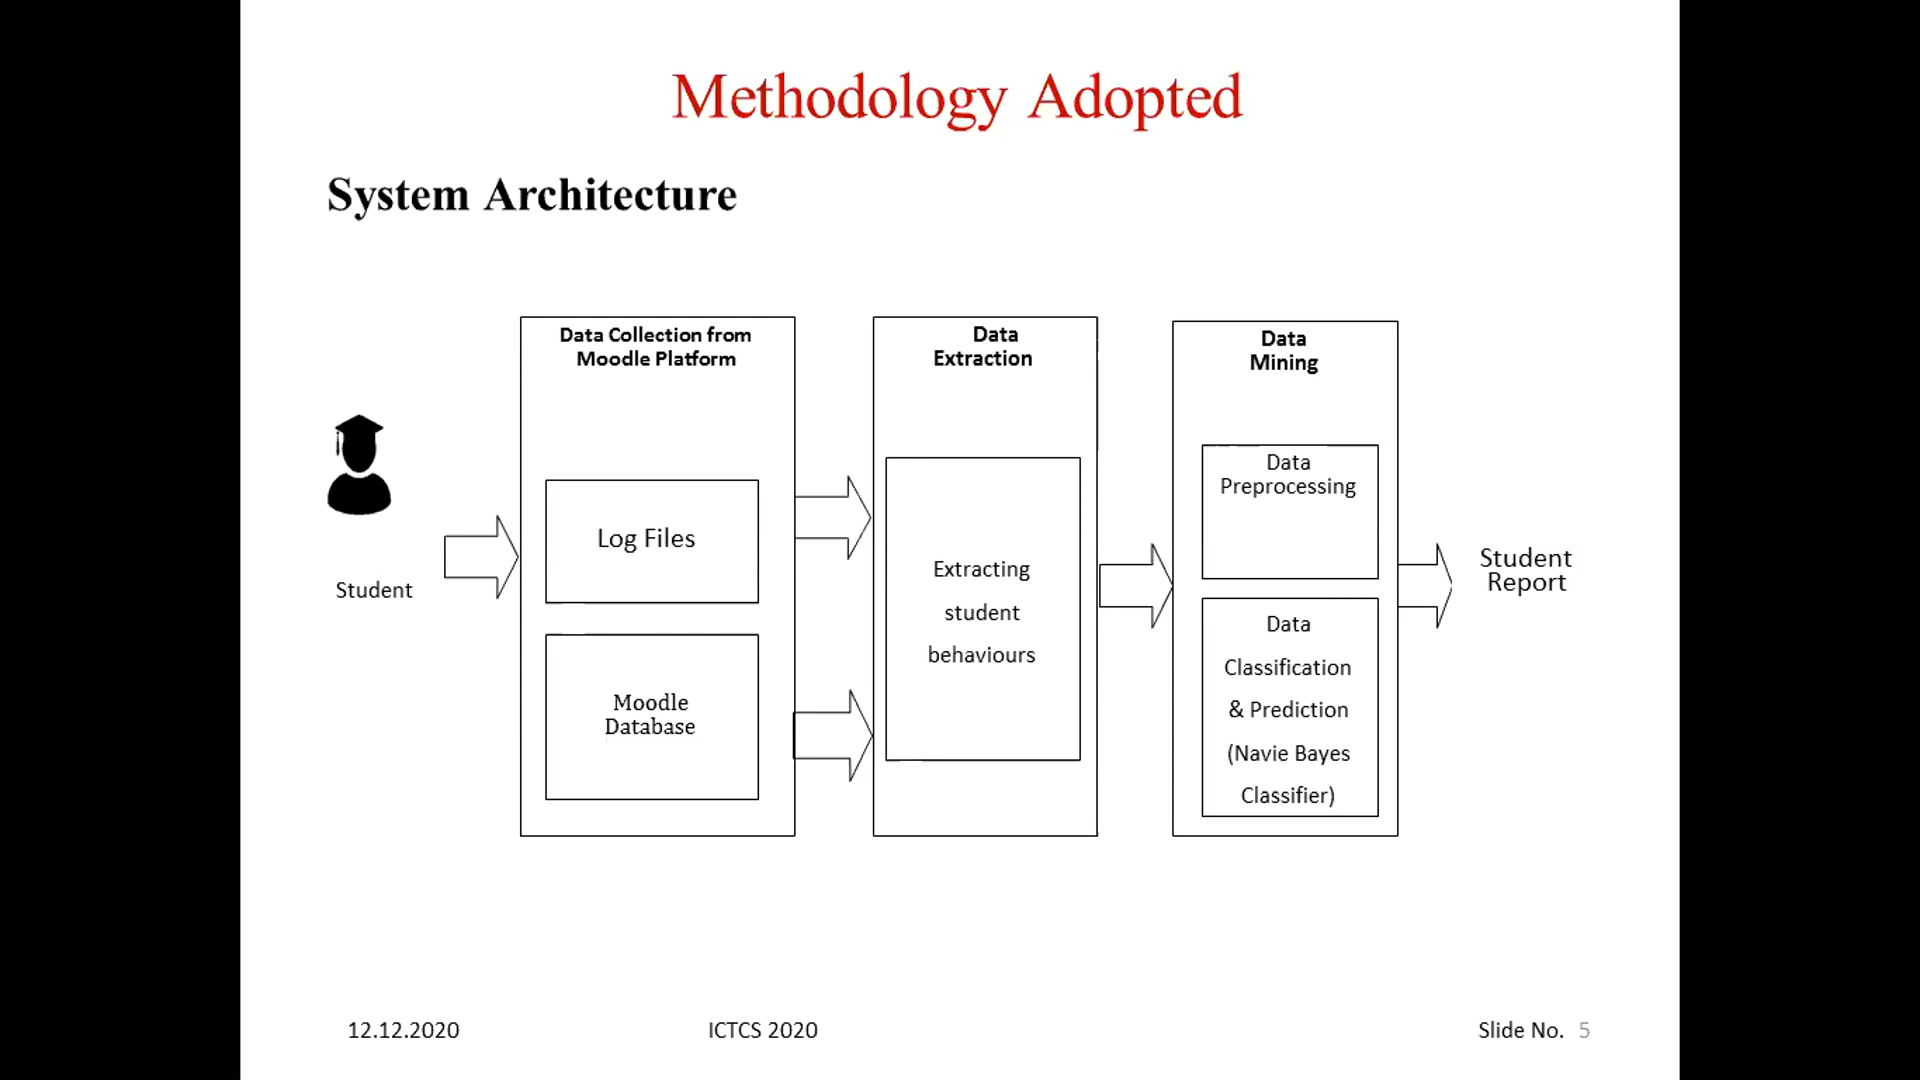 Methodology Adopted
System Architecture
Student
Data Collection from
Moodle Platform
Log Files
Moodle
Database
Data
Extraction
Extracting
student
behaviours
Data
Mining
Data
Preprocessing
Data
Classification
& Prediction
(Navie Bayes
Classifier)
Student
Report
12.12.2020
ICTCS 2020
Slide No. 5